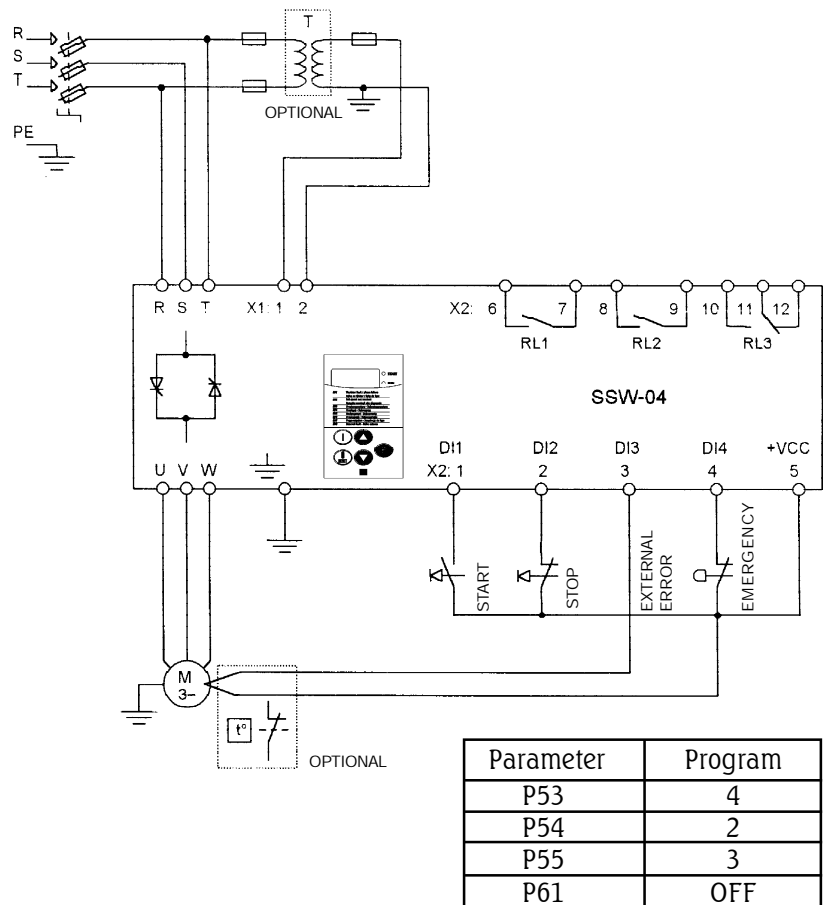 T
R
S
T
OPTIONAL
PE
R S T X1: 1 2 X2: 6 7 8 9 10 11 12
RL1 RL2 RL3
SSW-04
DI1 DI2 DI3 DI4 +VCC
U V W X2: 1 2 3 4 5
START
STOP
EXTERNAL
ERROR
EMERGENCY
M
3~
t°
OPTIONAL
Parameter Program
P53 4
P54 2
P55 3
P61 OFF